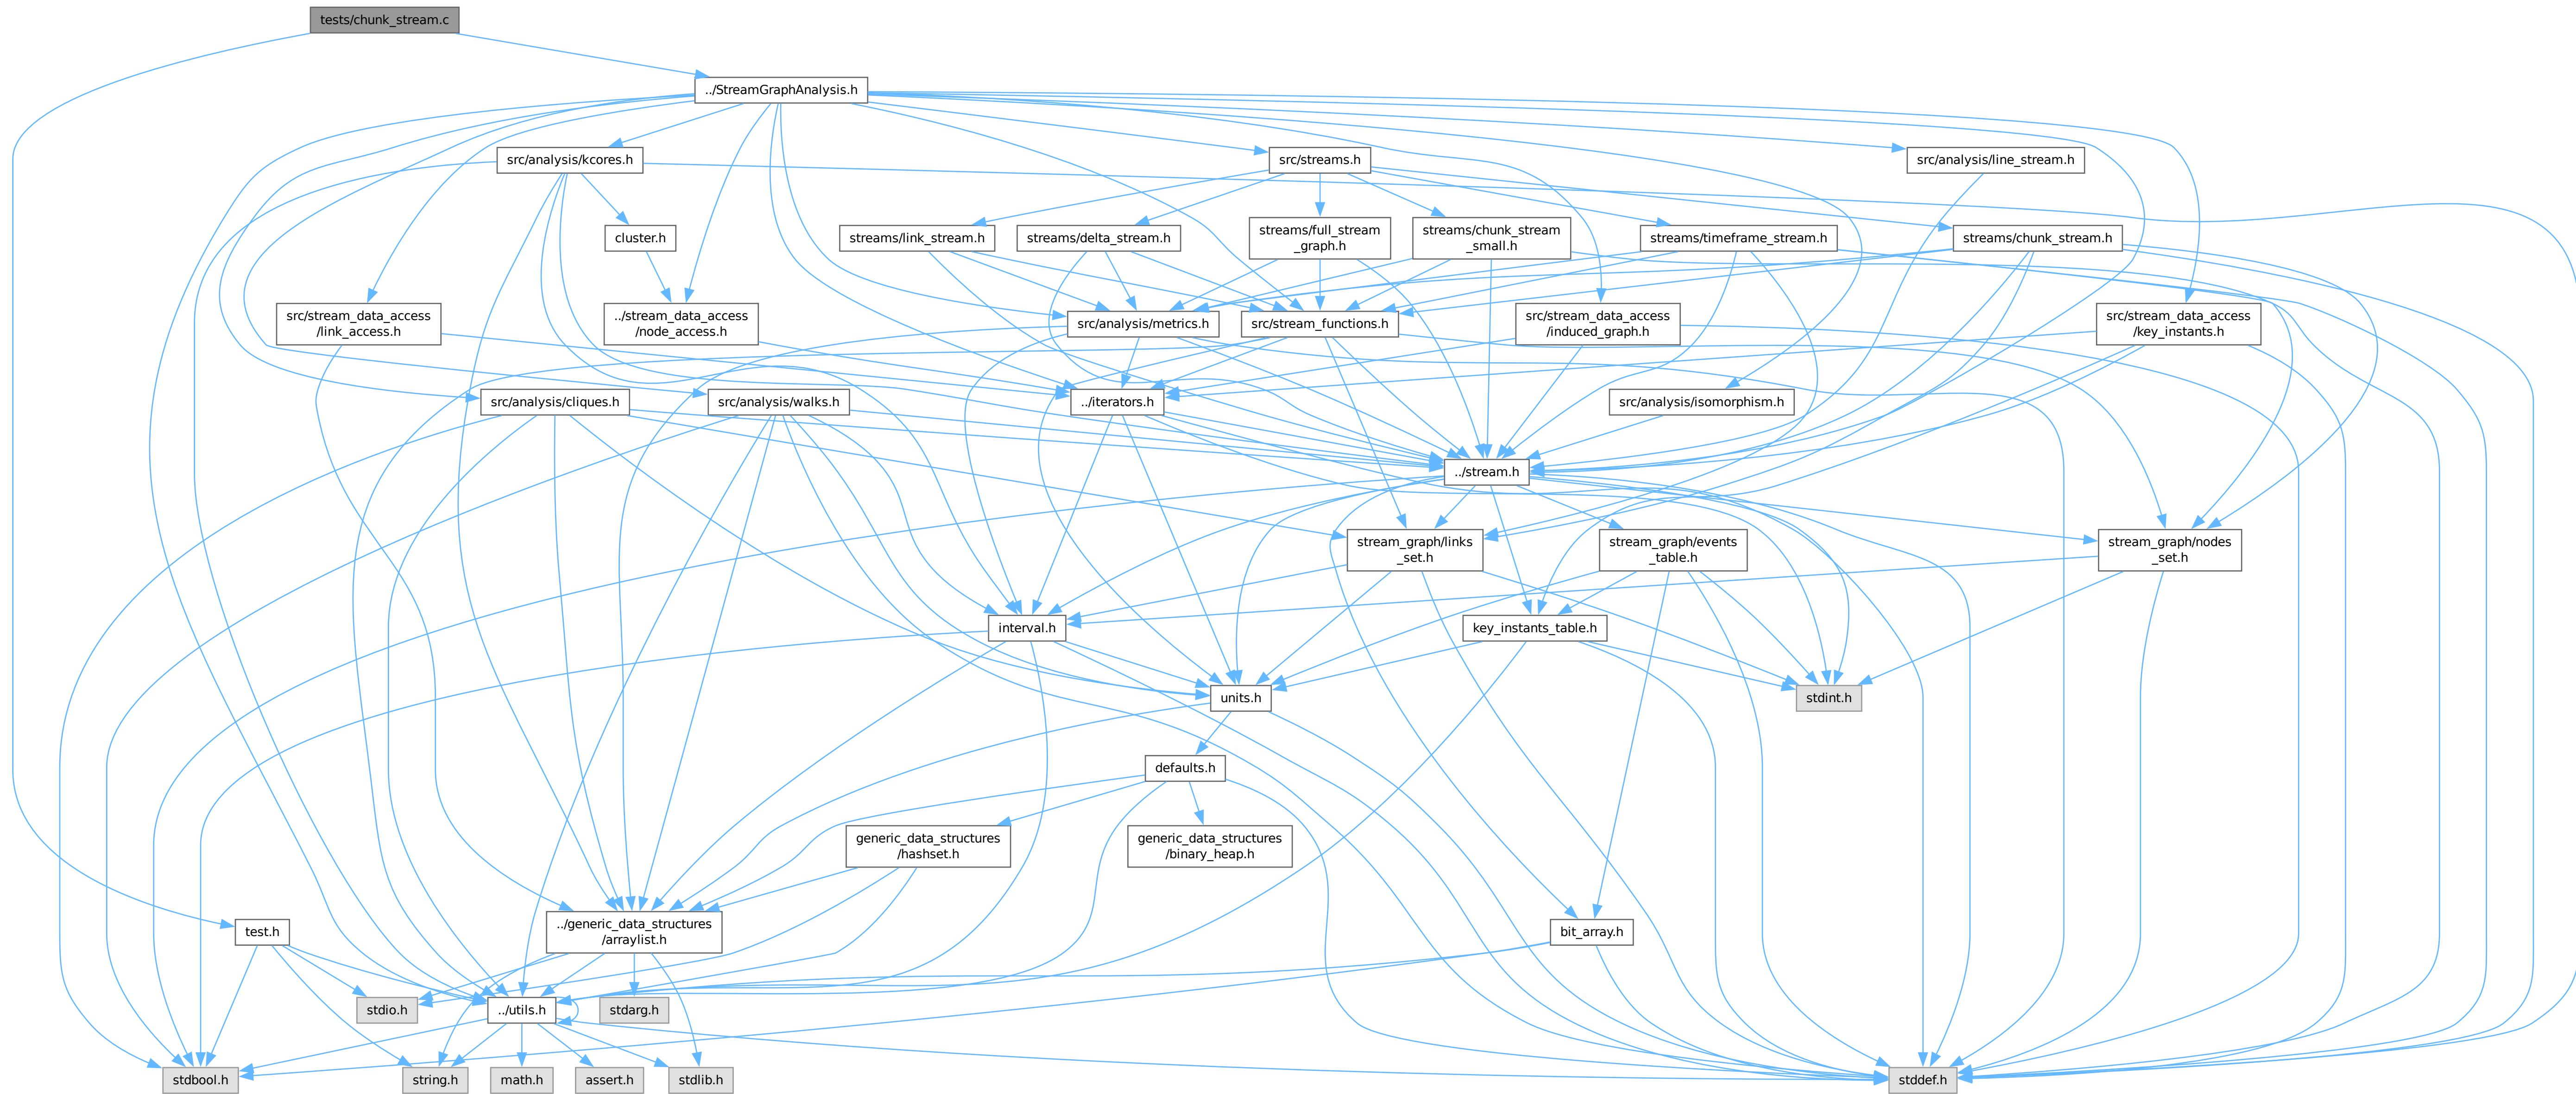 tests/chunk_stream.c
../StreamGraphAnalysis.h
src/analysis/kcores.h
src/streams.h
src/analysis/line_stream.h
cluster.h
streams/link_stream.h
streams/delta_stream.h
streams/full_stream
_graph.h
streams/chunk_stream
_small.h
streams/timeframe_stream.h
streams/chunk_stream.h
src/stream_data_access
/link_access.h
../stream_data_access
/node_access.h
src/analysis/metrics.h
src/stream_functions.h
src/stream_data_access
/induced_graph.h
src/stream_data_access
/key_instants.h
src/analysis/cliques.h
src/analysis/walks.h
../iterators.h
src/analysis/isomorphism.h
../stream.h
stream_graph/links
_set.h
stream_graph/events
_table.h
stream_graph/nodes
_set.h
interval.h
key_instants_table.h
units.h
stdint.h
defaults.h
generic_data_structures
/hashset.h
generic_data_structures
/binary_heap.h
test.h
../generic_data_structures
/arraylist.h
bit_array.h
stdio.h
../utils.h
stdarg.h
stdbool.h
string.h
math.h
assert.h
stdlib.h
stddef.h